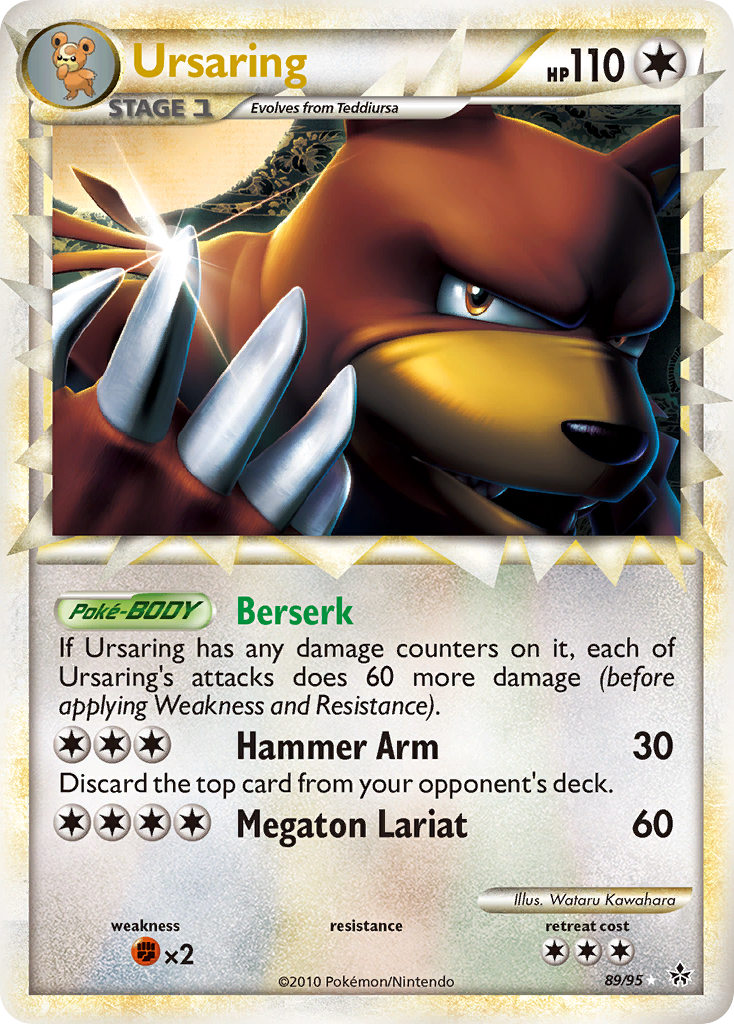 Ursaring
HP110
STAGE 1
Evolves from Teddiursa
Poké-BODY Berserk
If Ursaring has any damage counters on it, each of
Ursaring's attacks does 60 more damage (before
applying Weakness and Resistance).
Hammer Arm 30
Discard the top card from your opponent's deck.
Megaton Lariat 60
Illus. Wataru Kawahara
weakness resistance retreat cost
×2
©2010 Pokémon/Nintendo
89/95